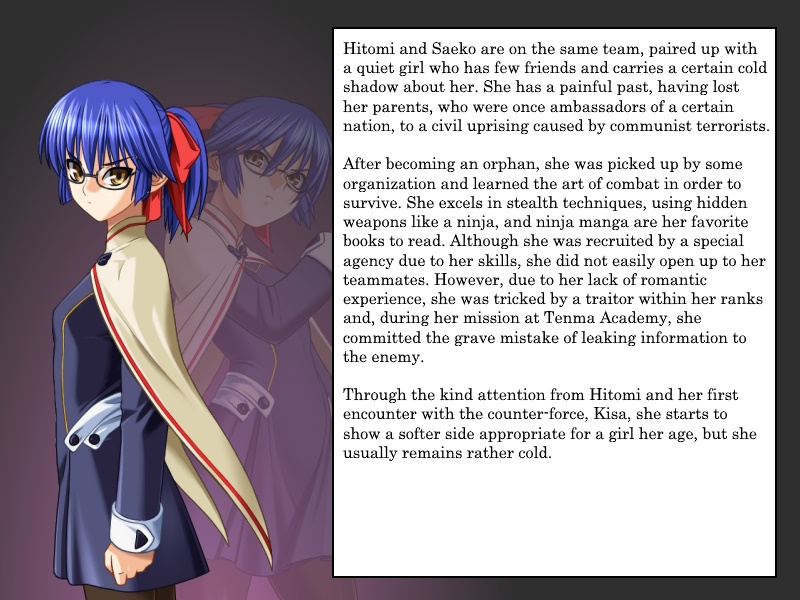 Hitomi and Saeko are on the same team, paired up with
a quiet girl who has few friends and carries a certain cold
shadow about her. She has a painful past, having lost
her parents, who were once ambassadors of a certain
nation, to a civil uprising caused by communist terrorists.
After becoming an orphan, she was picked up by some
organization and learned the art of combat in order to
survive. She excels in stealth techniques, using hidden
weapons like a ninja, and ninja manga are her favorite
books to read. Although she was recruited by a special
agency due to her skills, she did not easily open up to her
teammates. However, due to her lack of romantic
experience, she was tricked by a traitor within her ranks
and, during her mission at Tenma Academy, she
committed the grave mistake of leaking information to
the enemy.
Through the kind attention from Hitomi and her first
encounter with the counter-force, Kisa, she starts to
show a softer side appropriate for a girl her age, but she
usually remains rather cold.